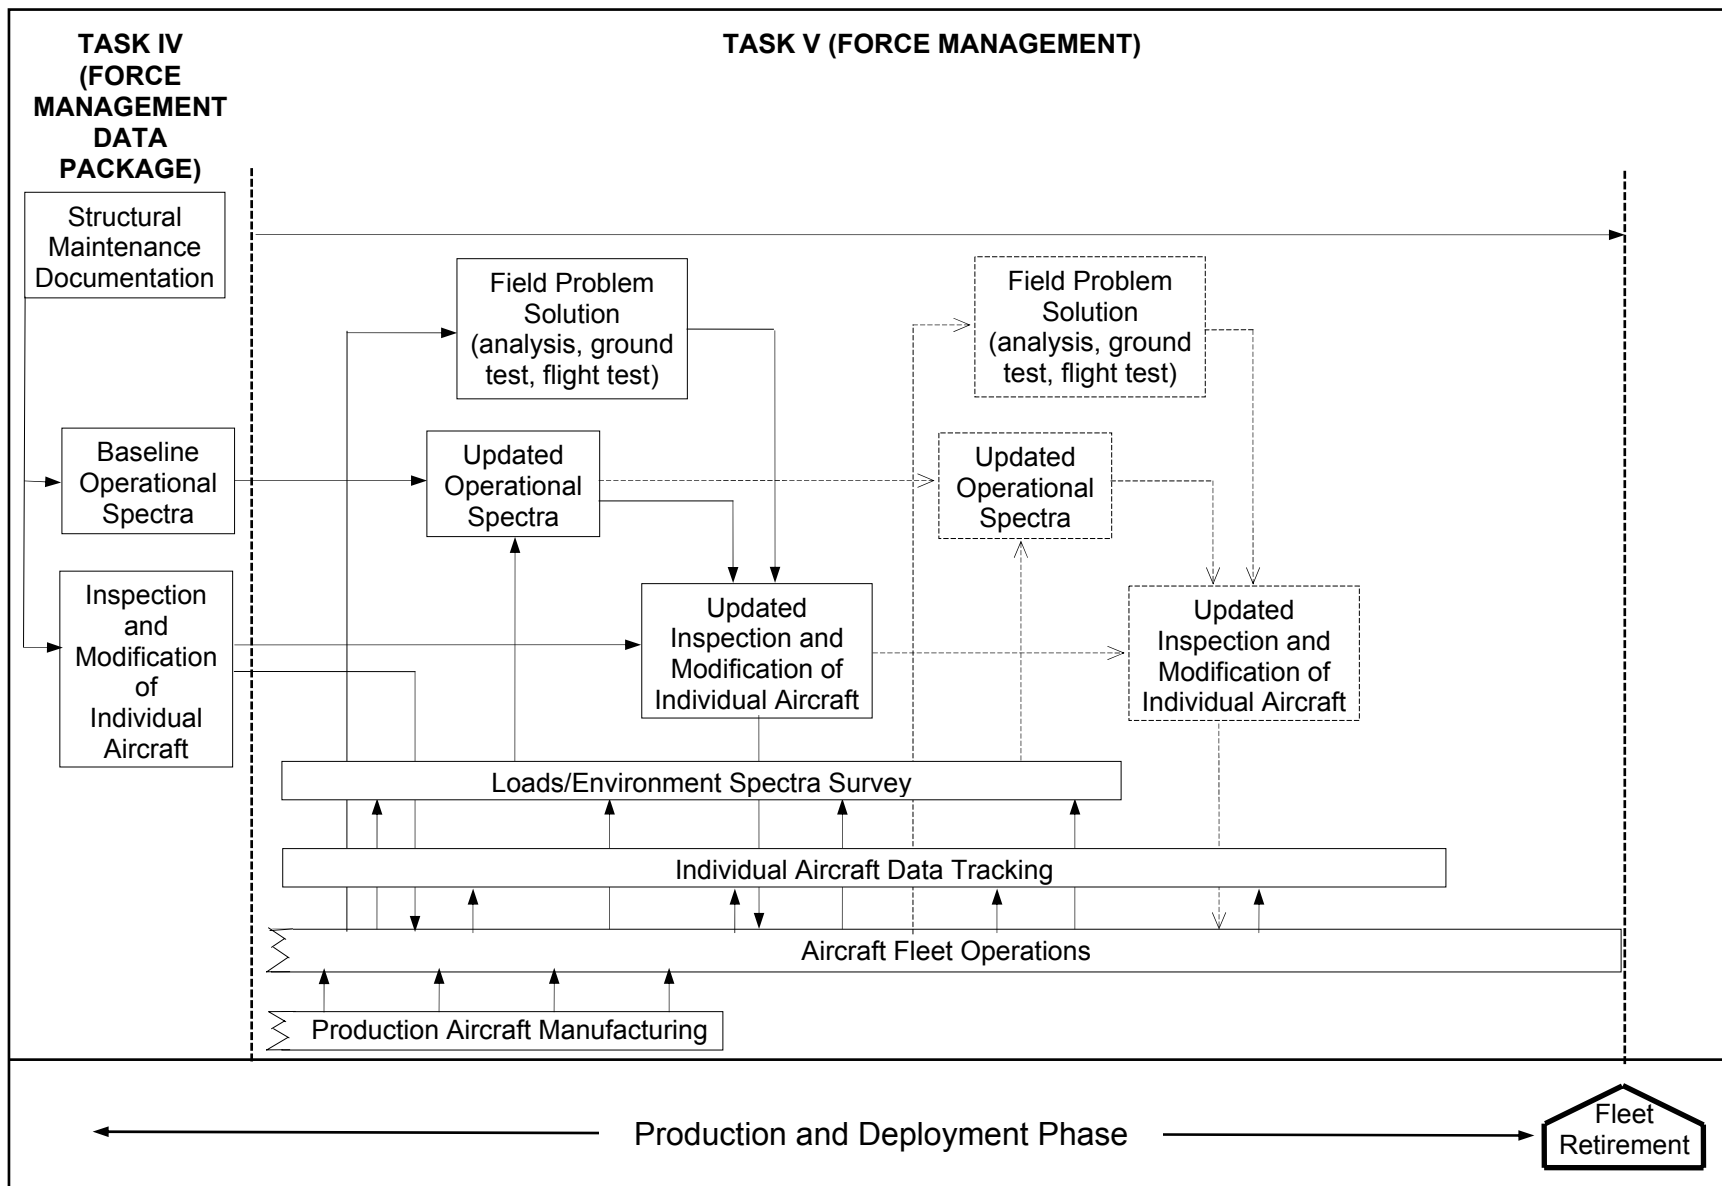 TASK IV
(FORCE
MANAGEMENT
DATA
PACKAGE)
TASK V (FORCE MANAGEMENT)
Structural
Maintenance
Documentation
Field Problem
Solution
(analysis, ground
test, flight test)
Field Problem
Solution
(analysis, ground
test, flight test)
Baseline
Operational
Spectra
Updated
Operational
Spectra
Updated
Operational
Spectra
Inspection
and
Modification
of
Individual
Aircraft
Updated
Inspection and
Modification of
Individual Aircraft
Updated
Inspection and
Modification of
Individual Aircraft
Loads/Environment Spectra Survey
Individual Aircraft Data Tracking
Aircraft Fleet Operations
Production Aircraft Manufacturing
Production and Deployment Phase
Fleet
Retirement